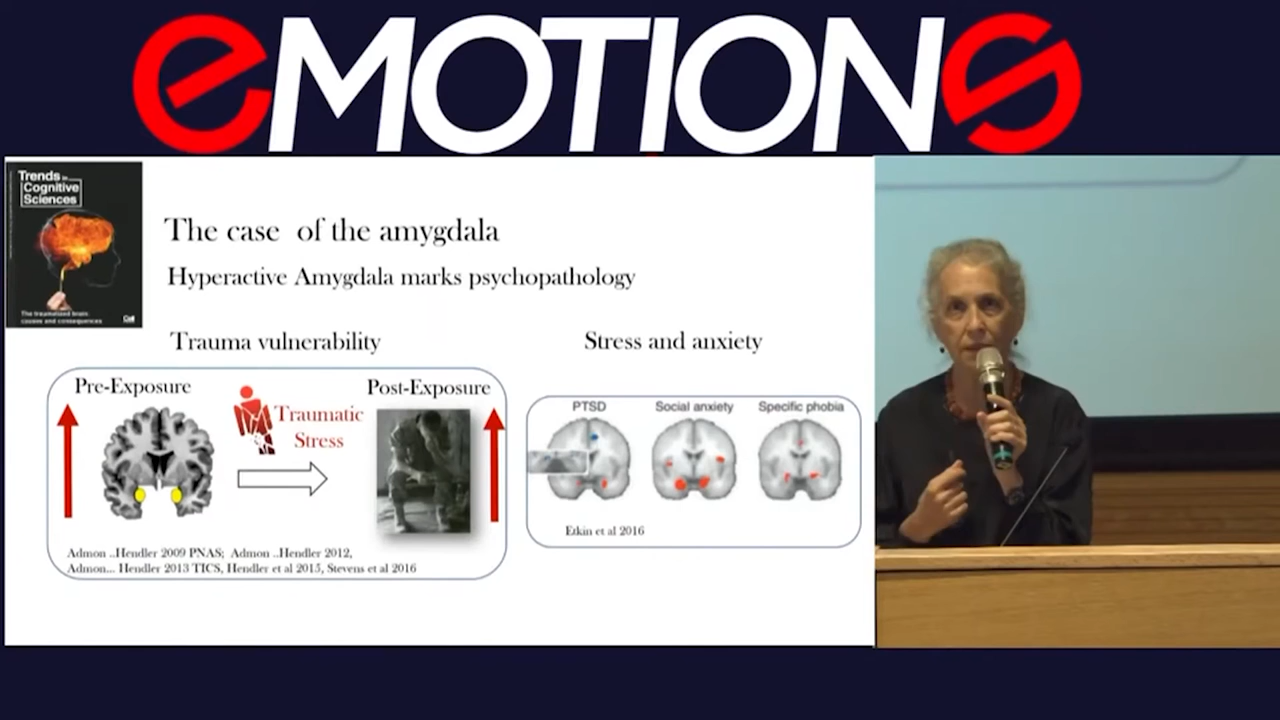 eMOTIONS
Trends in
Cognitive
Sciences
The traumatized brain:
causes and consequences
Cell
The case of the amygdala
Hyperactive Amygdala marks psychopathology
Trauma vulnerability
Pre-Exposure
Traumatic
Stress
Post-Exposure
Admon ..Hendler 2009 PNAS; Admon ..Hendler 2012,
Admon... Hendler 2013 TICS, Hendler et al 2015, Stevens et al 2016
Stress and anxiety
PTSD
Social anxiety
Specific phobia
Etkin et al 2016